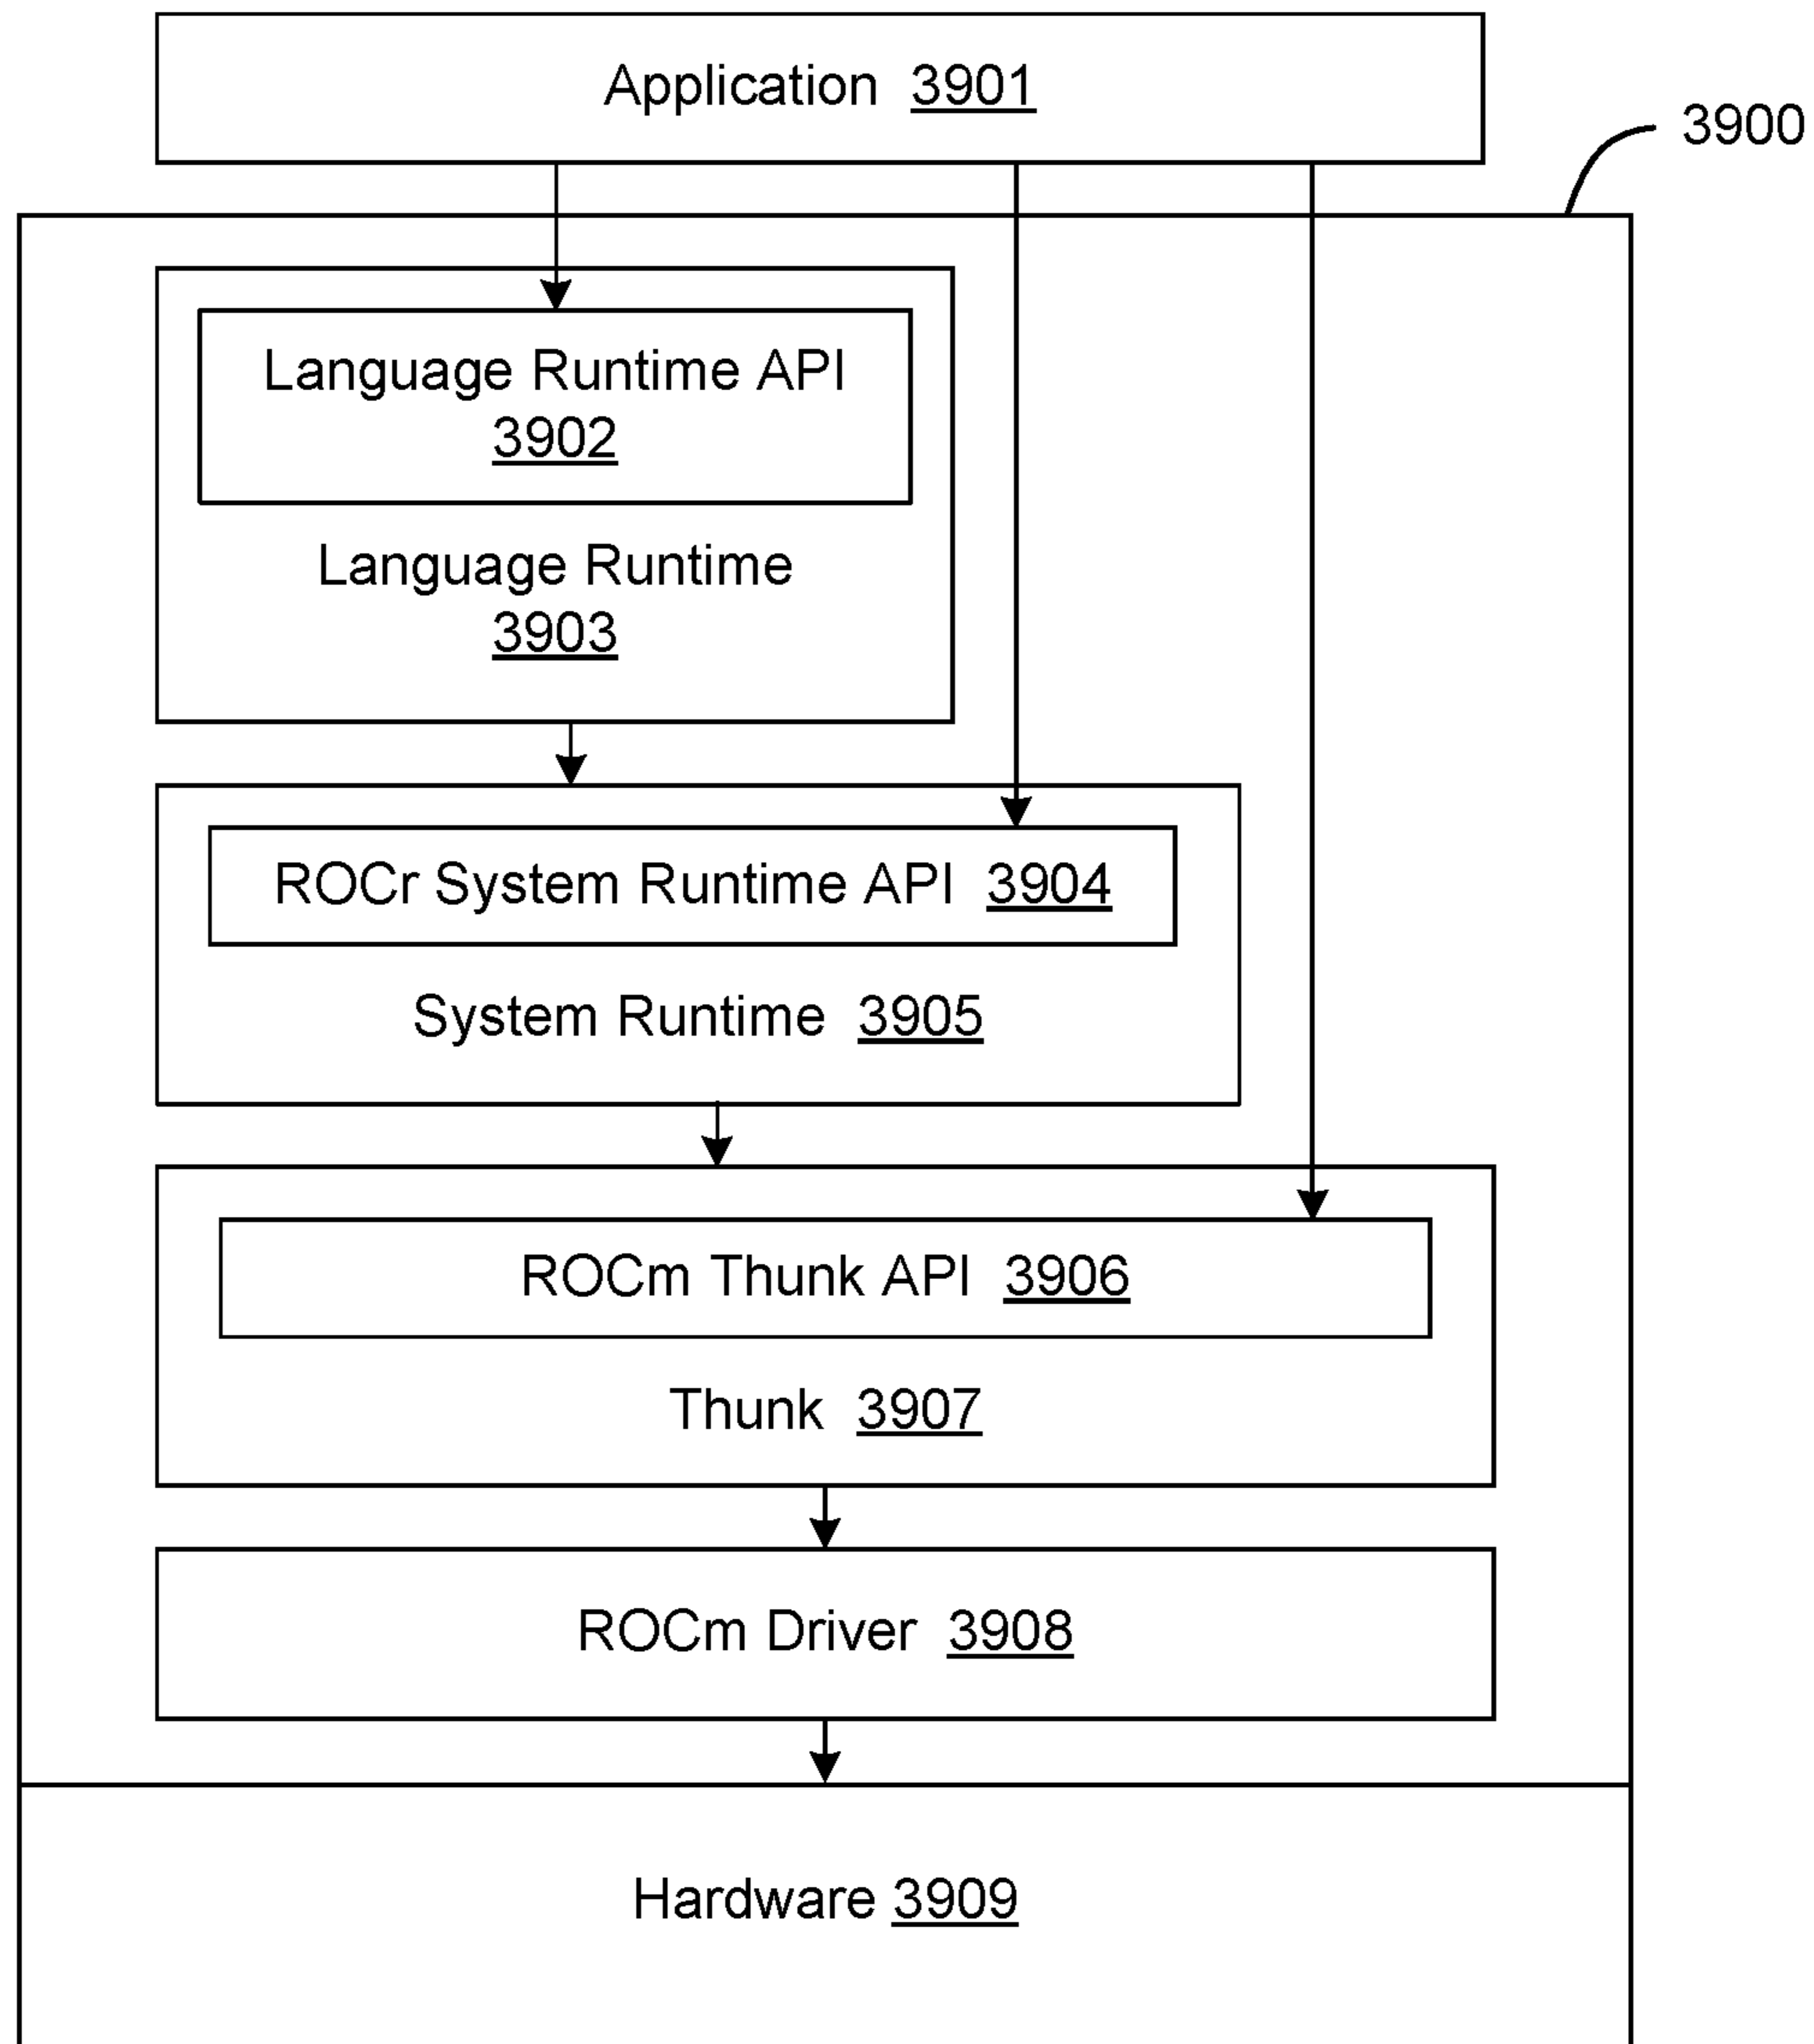 Application 3901
3900
Language Runtime API
3902
Language Runtime
3903
ROCr System Runtime API 3904
System Runtime 3905
ROCm Thunk API 3906
Thunk 3907
ROCm Driver 3908
Hardware 3909